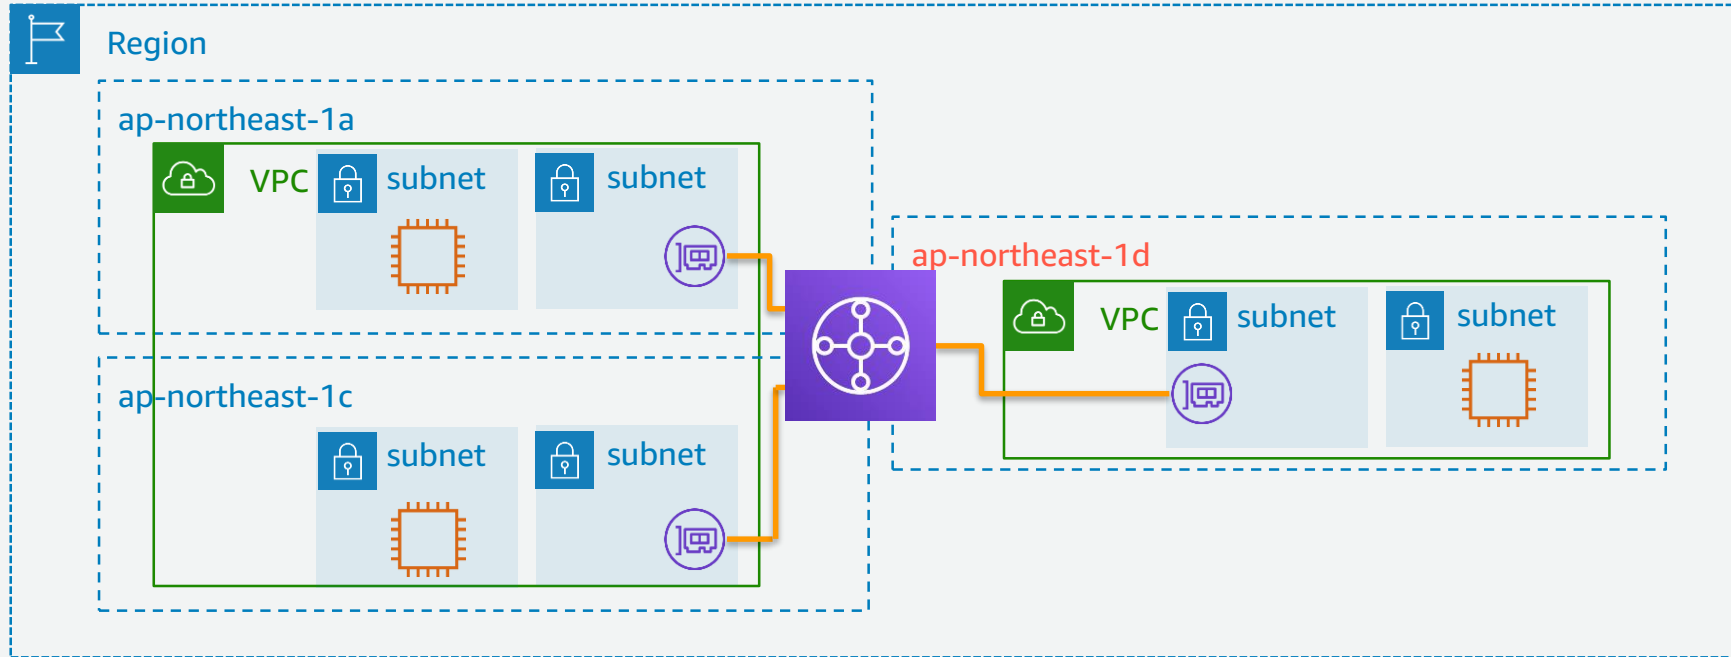 Region
ap-northeast-1a
VPC
subnet
subnet
ap-northeast-1c
subnet
subnet
ap-northeast-1d
VPC
subnet
subnet